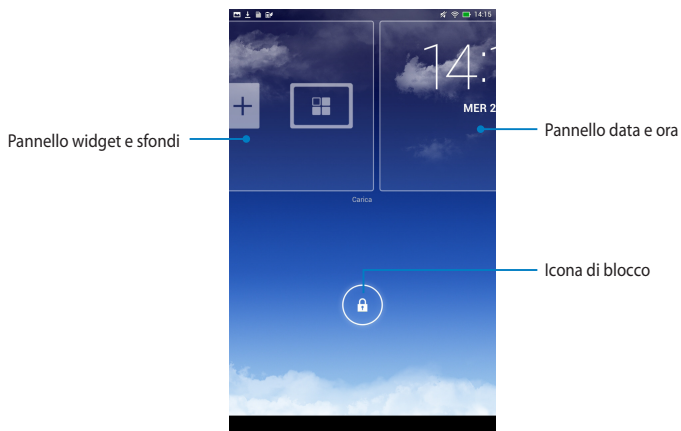 14:15
14:1
MER 2
Pannello widget e sfondi
Pannello data e ora
Carica
Icona di blocco